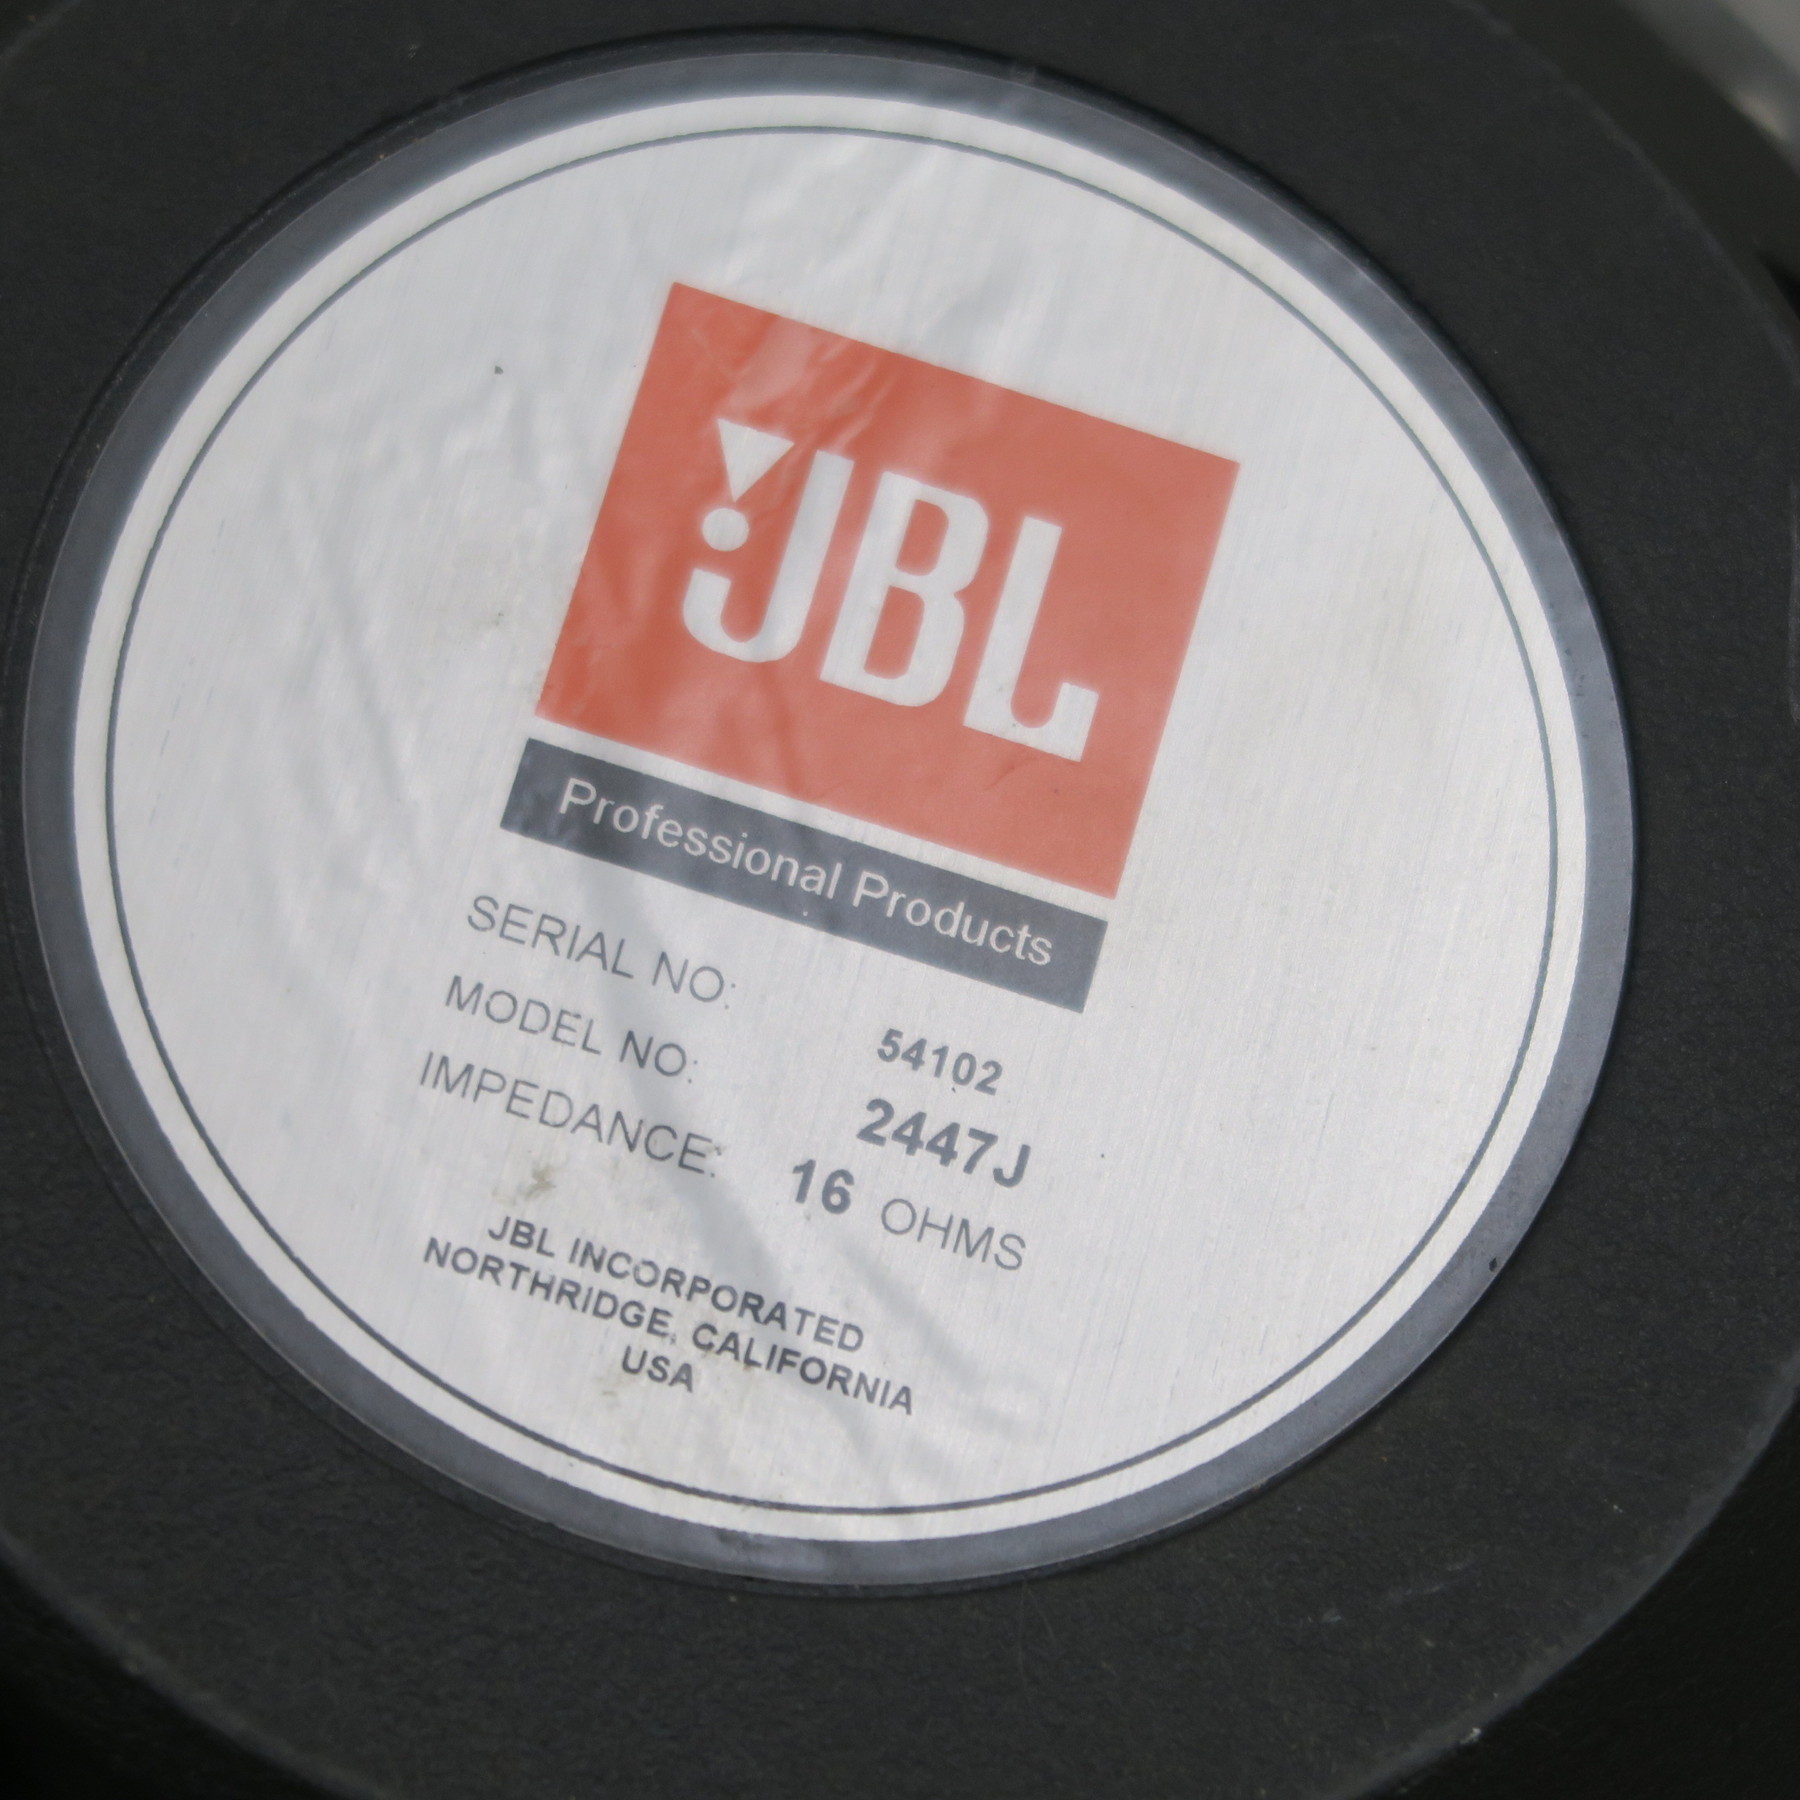 JBL
Professional Products
SERIAL NO: 54102
MODEL NO: 2447J
IMPEDANCE: 16 OHMS
JBL INCORPORATED
NORTHRIDGE, CALIFORNIA
USA